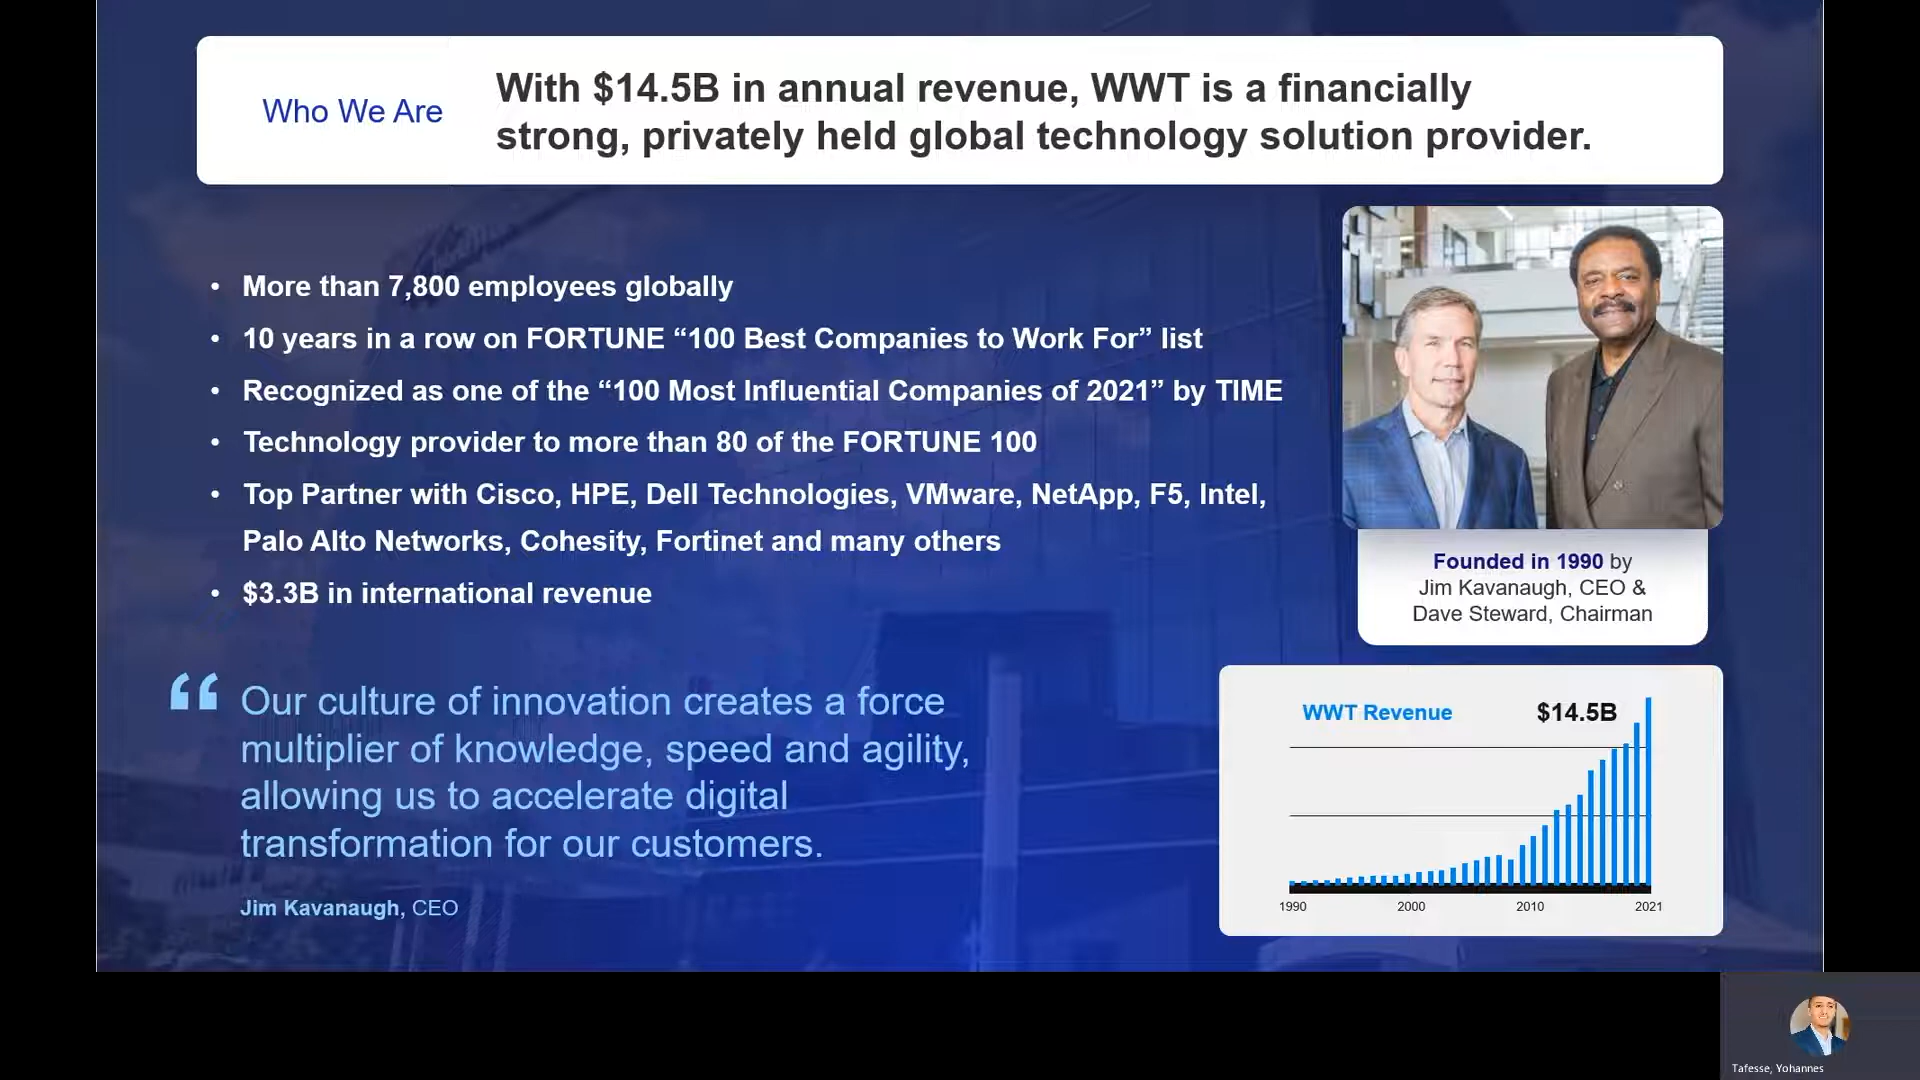 Who We Are
With $14.5B in annual revenue, WWT is a financially
strong, privately held global technology solution provider.
• More than 7,800 employees globally
• 10 years in a row on FORTUNE “100 Best Companies to Work For” list
• Recognized as one of the “100 Most Influential Companies of 2021” by TIME
• Technology provider to more than 80 of the FORTUNE 100
• Top Partner with Cisco, HPE, Dell Technologies, VMware, NetApp, F5, Intel,
Palo Alto Networks, Cohesity, Fortinet and many others
• $3.3B in international revenue
“ Our culture of innovation creates a force
multiplier of knowledge, speed and agility,
allowing us to accelerate digital
transformation for our customers.
Jim Kavanaugh, CEO
Founded in 1990 by
Jim Kavanaugh, CEO &
Dave Steward, Chairman
WWT Revenue $14.5B
1990 2000 2010 2021
Tafesse, Yohannes